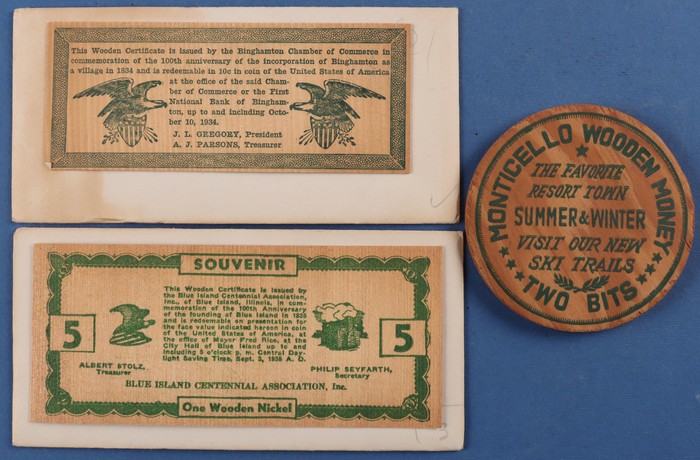 This Wooden Certificate is issued by the Binghamton Chamber of Commerce in
commemoration of the 100th anniversary of the incorporation of Binghamton as
a village in 1834 and is redeemable in 10c in coin of the United States of America
at the office of the said Cham-
ber of Commerce or the First
National Bank of Bingham-
ton, up to and including Octo-
ber 10, 1934.
J. L. GREGORY, President
A. J. PARSONS, Treasurer
SOUVENIR
This Wooden Certificate is issued by
the Blue Island Centennial Association,
Inc., of Blue Island, Illinois, in com-
memoration of the 100th Anniversary
of the founding of Blue Island in 1835
and is redeemable on presentation for
the face value indicated hereon in coin
of the United States of America, at
the office of Mayor Fred Rice, at the
City Hall of Blue Island up to and
including 5 o'clock p. m. Central Day-
light Saving Time, Sept. 3, 1935 A. D.
5
5
ALBERT STOLZ,
Treasurer
PHILIP SEYFARTH,
Secretary
BLUE ISLAND CENTENNIAL ASSOCIATION, Inc.
One Wooden Nickel
MONTICELLO WOODEN MONEY
THE FAVORITE
RESORT TOWN
SUMMER & WINTER
VISIT OUR NEW
SKI TRAILS
TWO BITS